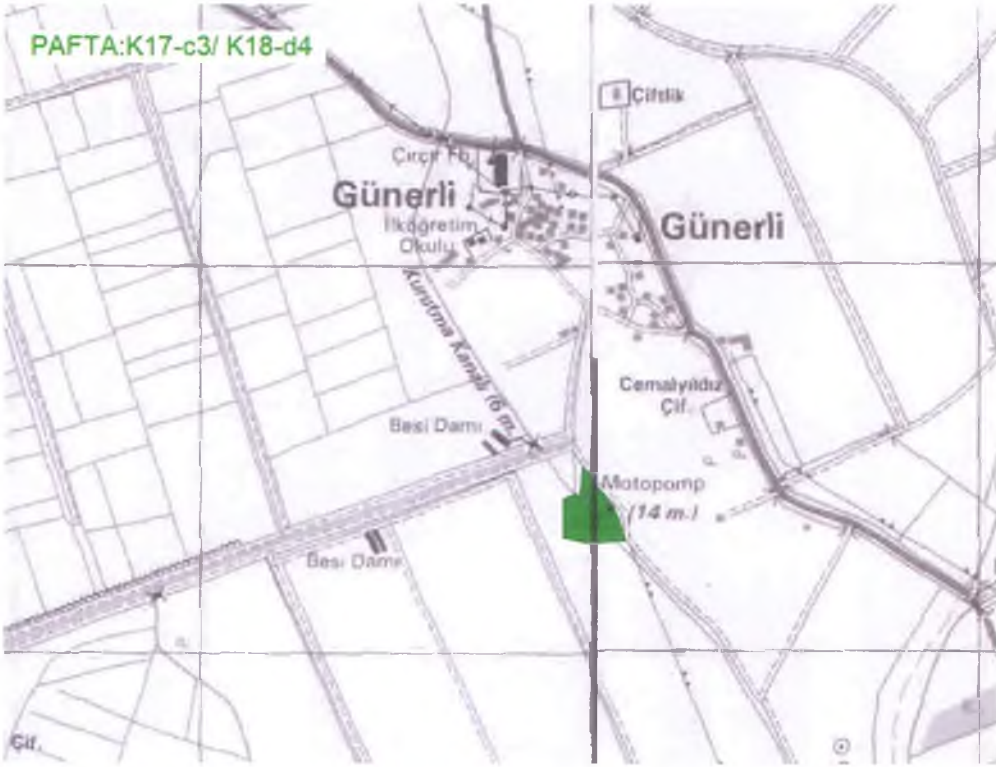 PAFTA:K17-c3/ K18-d4
Çiftlik
Çırçır Fb.
Günerli
Günerli
İlköğretim
Okulu
Kurutma Kanalı (6 m.)
Cemalyıldız
Çif.
Besi Damı
Motopomp
(14 m.)
Besi Damı
Çif.